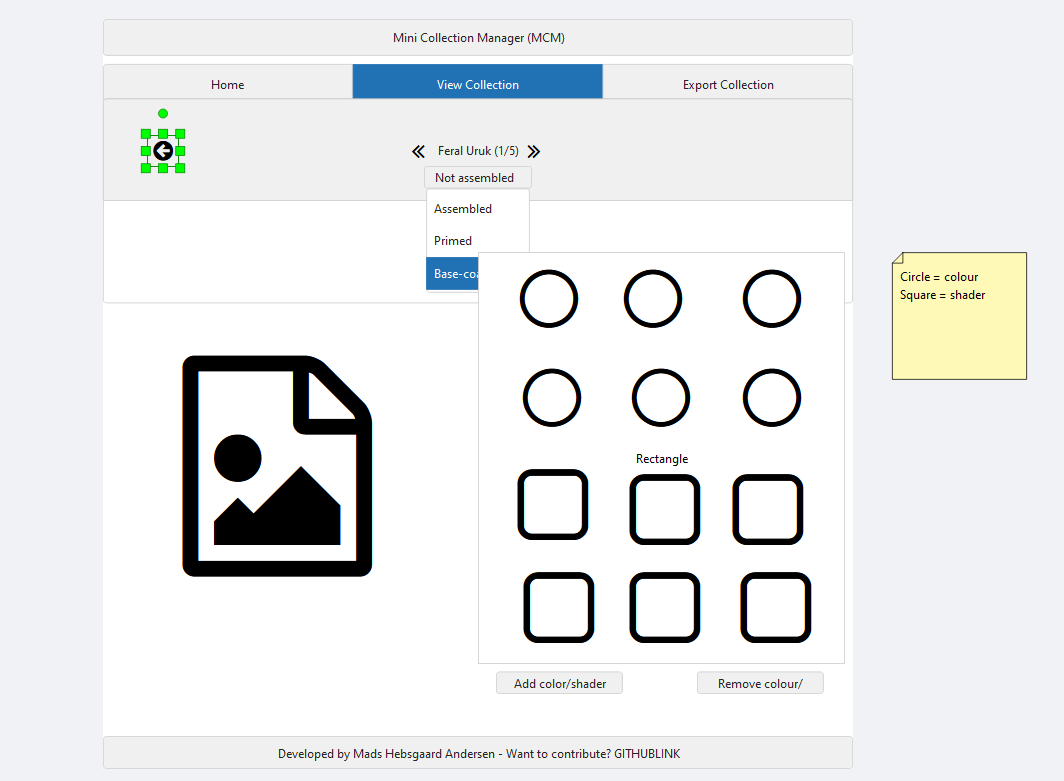 Mini Collection Manager (MCM)
Home
View Collection
Export Collection
Feral Uruk (1/5)
Not assembled
Assembled
Primed
Base-coa
Circle = colour
Square = shader
Rectangle
Add color/shader
Remove colour/
Developed by Mads Hebsgaard Andersen - Want to contribute? GITHUBLINK